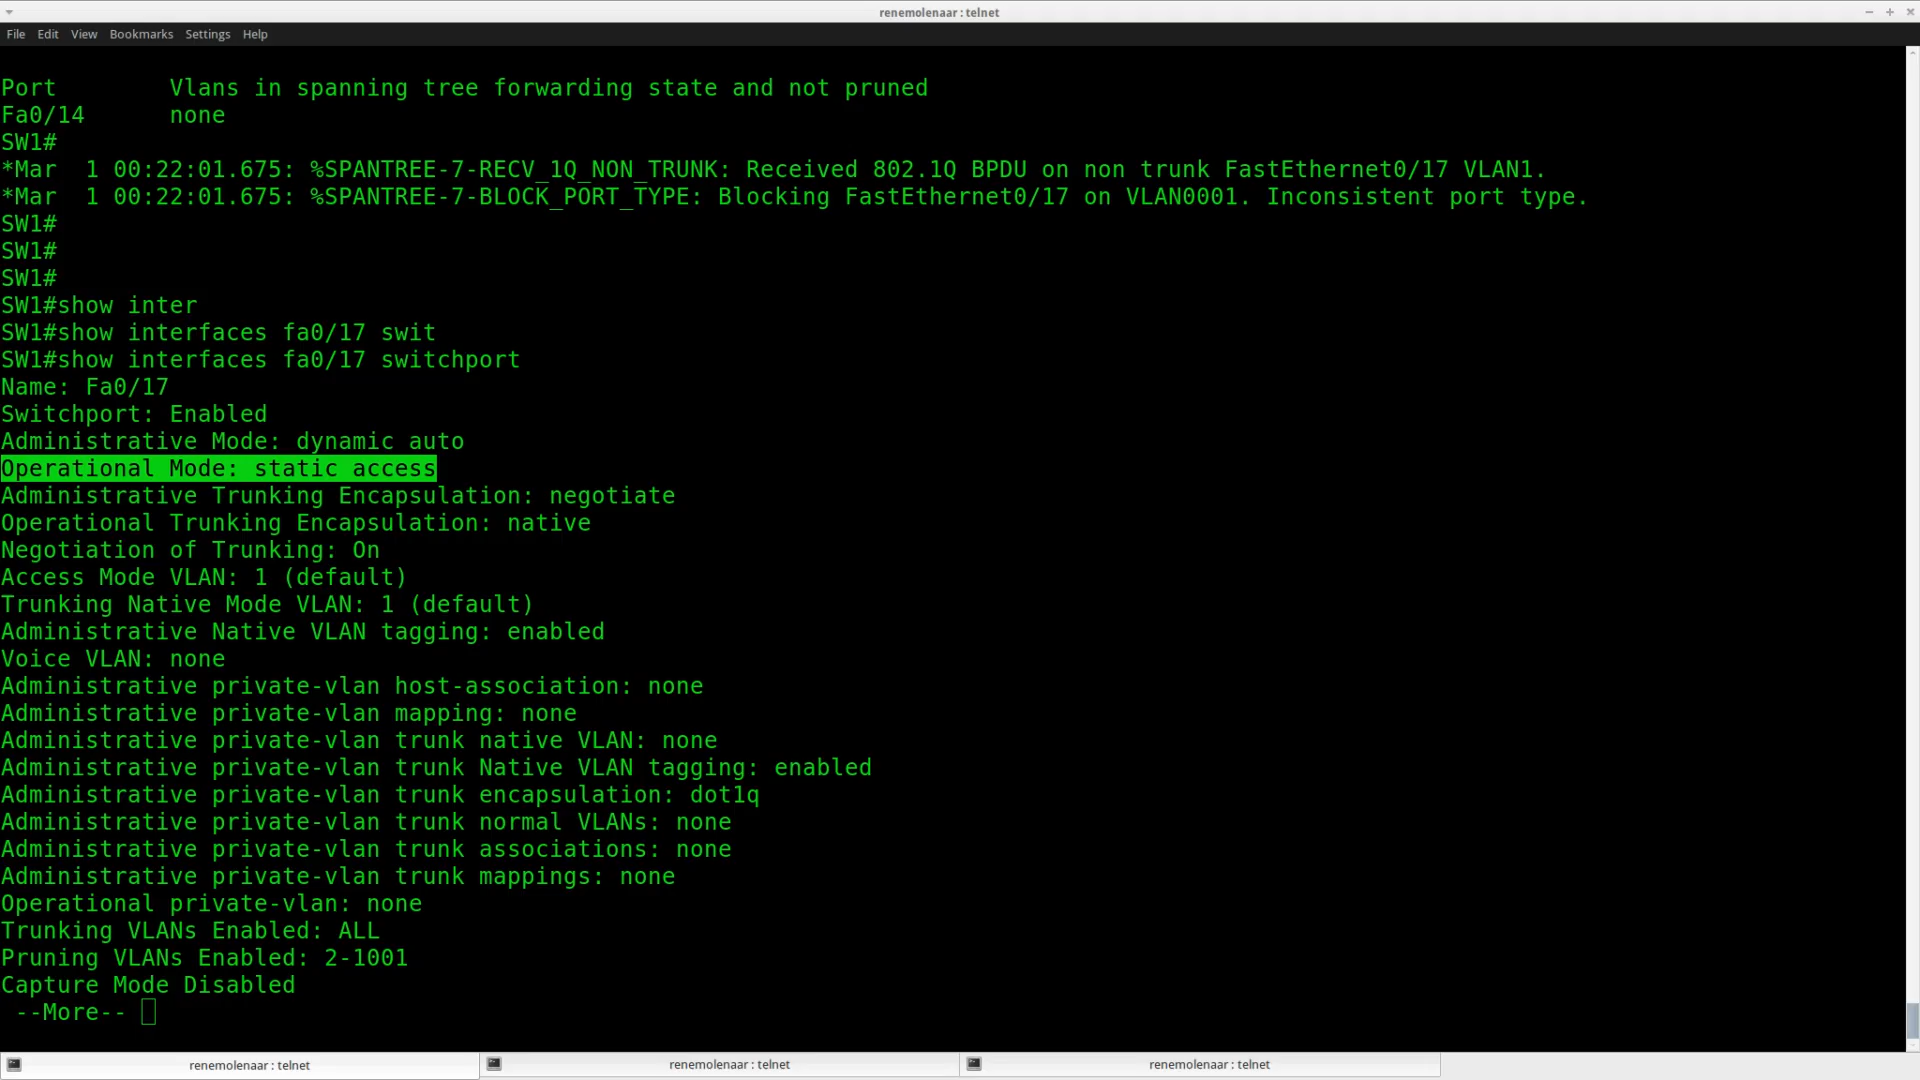 renemolenaar : telnet
File Edit View Bookmarks Settings Help
Port        Vlans in spanning tree forwarding state and not pruned
Fa0/14      none
SW1#
*Mar  1 00:22:01.675: %SPANTREE-7-RECV_1Q_NON_TRUNK: Received 802.1Q BPDU on non trunk FastEthernet0/17 VLAN1.
*Mar  1 00:22:01.675: %SPANTREE-7-BLOCK_PORT_TYPE: Blocking FastEthernet0/17 on VLAN0001. Inconsistent port type.
SW1#
SW1#
SW1#
SW1#show inter
SW1#show interfaces fa0/17 swit
SW1#show interfaces fa0/17 switchport
Name: Fa0/17
Switchport: Enabled
Administrative Mode: dynamic auto
Operational Mode: static access
Administrative Trunking Encapsulation: negotiate
Operational Trunking Encapsulation: native
Negotiation of Trunking: On
Access Mode VLAN: 1 (default)
Trunking Native Mode VLAN: 1 (default)
Administrative Native VLAN tagging: enabled
Voice VLAN: none
Administrative private-vlan host-association: none
Administrative private-vlan mapping: none
Administrative private-vlan trunk native VLAN: none
Administrative private-vlan trunk Native VLAN tagging: enabled
Administrative private-vlan trunk encapsulation: dot1q
Administrative private-vlan trunk normal VLANs: none
Administrative private-vlan trunk associations: none
Administrative private-vlan trunk mappings: none
Operational private-vlan: none
Trunking VLANs Enabled: ALL
Pruning VLANs Enabled: 2-1001
Capture Mode Disabled
 --More--
renemolenaar : telnet renemolenaar : telnet renemolenaar : telnet